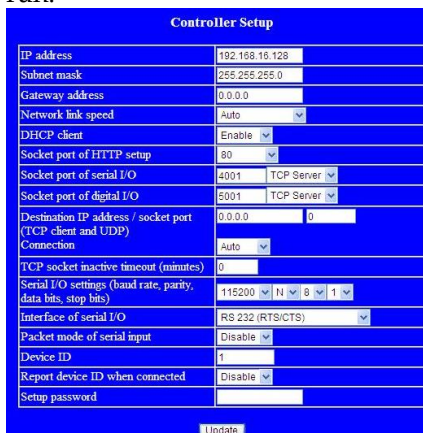 Controller Setup
IP address 192.168.16.128
Subnet mask 255.255.255.0
Gateway address 0.0.0.0
Network link speed Auto
DHCP client Enable
Socket port of HTTP setup 80
Socket port of serial I/O 4001 TCP Server
Socket port of digital I/O 5001 TCP Server
Destination IP address / socket port 0.0.0.0 0
(TCP client and UDP)
Connection Auto
TCP socket inactive timeout (minutes) 0
Serial I/O settings (baud rate, parity,
data bits, stop bits) 115200 N 8 1
Interface of serial I/O RS 232 (RTS/CTS)
Packet mode of serial input Disable
Device ID 1
Report device ID when connected Disable
Setup password
Update